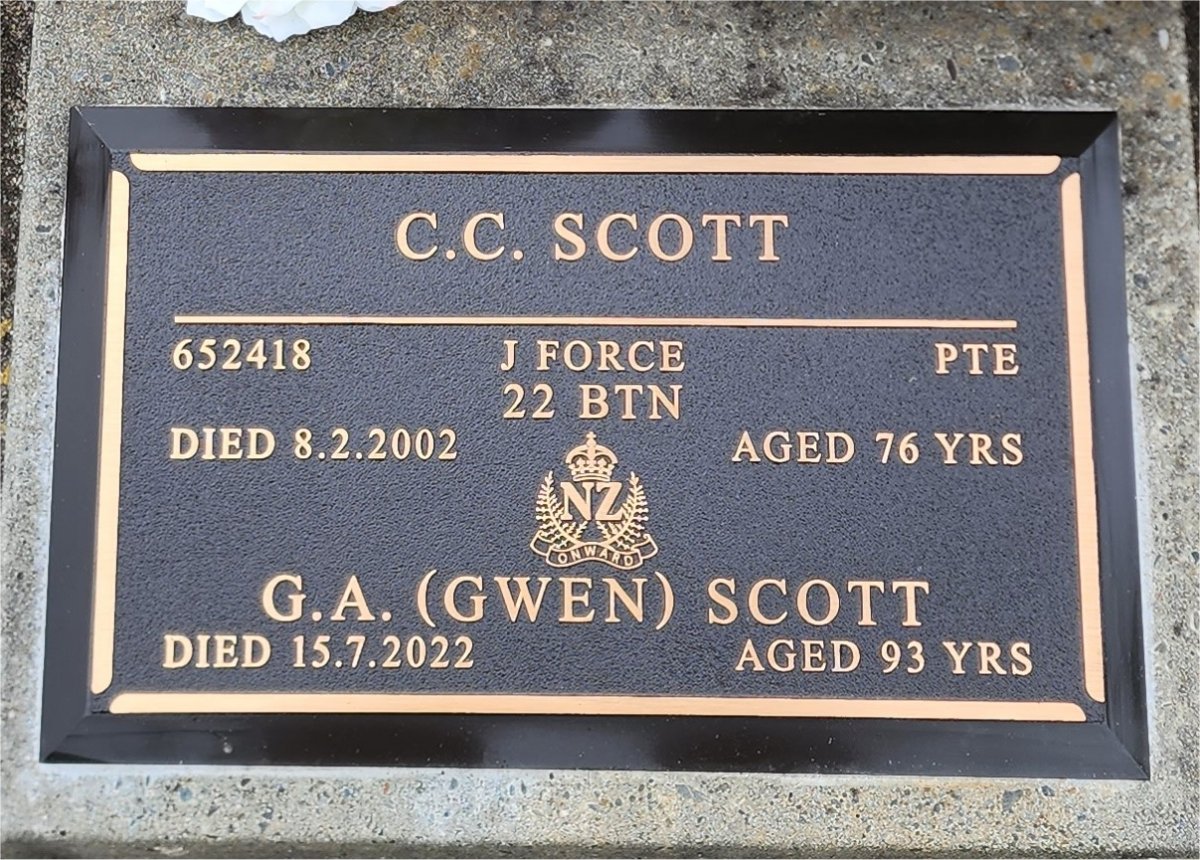 C.C. SCOTT
652418 J FORCE PTE
22 BTN
DIED 8.2.2002 AGED 76 YRS
NZ
ONWARD
G.A. (GWEN) SCOTT
DIED 15.7.2022 AGED 93 YRS